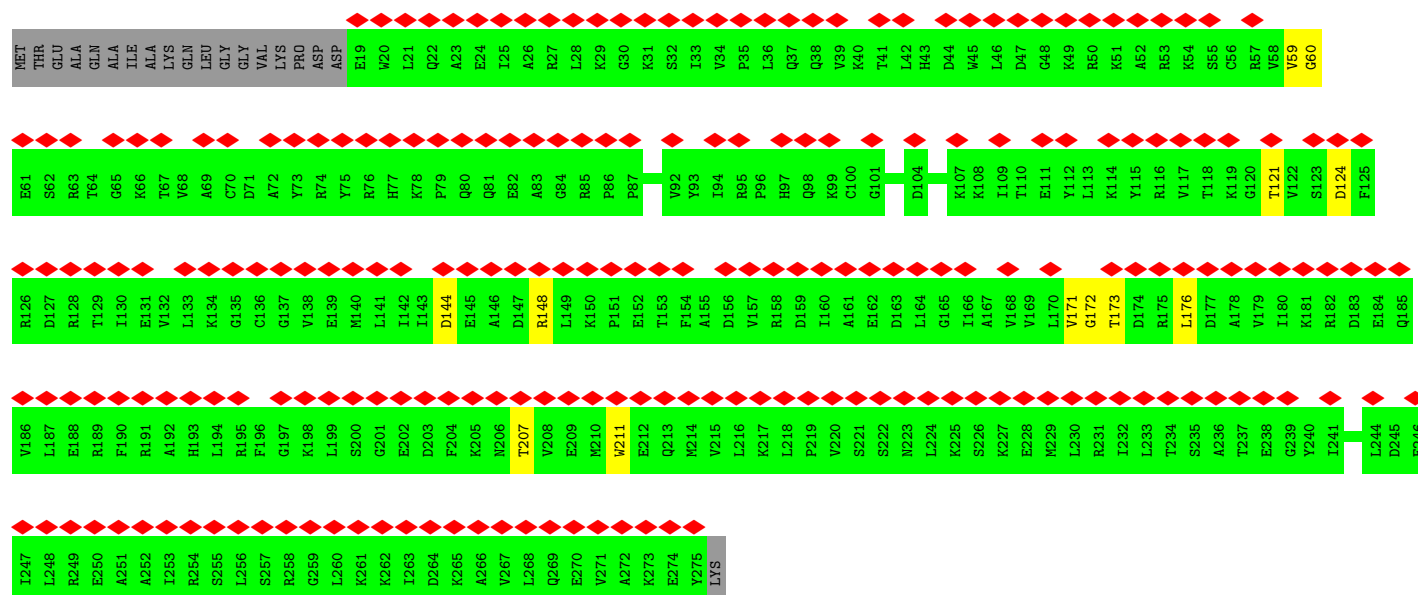 MET THR GLU ALA GLN ALA ILE ALA LYS GLN LEU GLY GLY VAL LYS PRO ASP ASP E19 W20 L21 Q22 A23 E24 I25 A26 R27 L28 K29 G30 K31 S32 I33 V34 P35 L36 Q37 Q38 V39 K40 T41 L42 H43 D44 W45 L46 D47 G48 K49 R50 K51 A52 R53 K54 S55 C56 R57 V58 V59 G60
E61 S62 R63 T64 G65 K66 T67 V68 A69 C70 D71 A72 Y73 R74 Y75 R76 H77 K78 P79 Q80 Q81 E82 A83 G84 R85 P86 P87 V92 Y93 I94 R95 P96 H97 Q98 K99 C100 G101 D104 K107 K108 I109 T110 E111 Y112 L113 K114 Y115 R116 V117 T118 K119 G120 T121 V122 S123 D124 F125
R126 D127 R128 T129 I130 E131 V132 L133 K134 G135 C136 G137 V138 E139 M140 L141 I142 I143 D144 E145 A146 D147 R148 L149 K150 P151 E152 T153 F154 A155 D156 V157 R158 D159 I160 A161 E162 D163 L164 G165 I166 A167 V168 V169 L170 V171 G172 T173 D174 R175 L176 D177 A178 V179 I180 K181 R182 D183 E184 Q185
V186 L187 E188 R189 F190 R191 A192 H193 L194 R195 F196 G197 K198 L199 S200 G201 E202 D203 F204 K205 N206 T207 V208 E209 M210 W211 E212 Q213 M214 V215 L216 K217 L218 P219 V220 S221 S222 N223 L224 K225 S226 K227 E228 M229 L230 R231 I232 L233 T234 S235 A236 T237 E238 G239 Y240 I241 L244 D245
I247 L248 R249 E250 A251 A252 I253 R254 S255 L256 S257 R258 G259 L260 K261 K262 I263 D264 K265 A266 V267 L268 Q269 E270 V271 A272 K273 E274 Y275 LYS